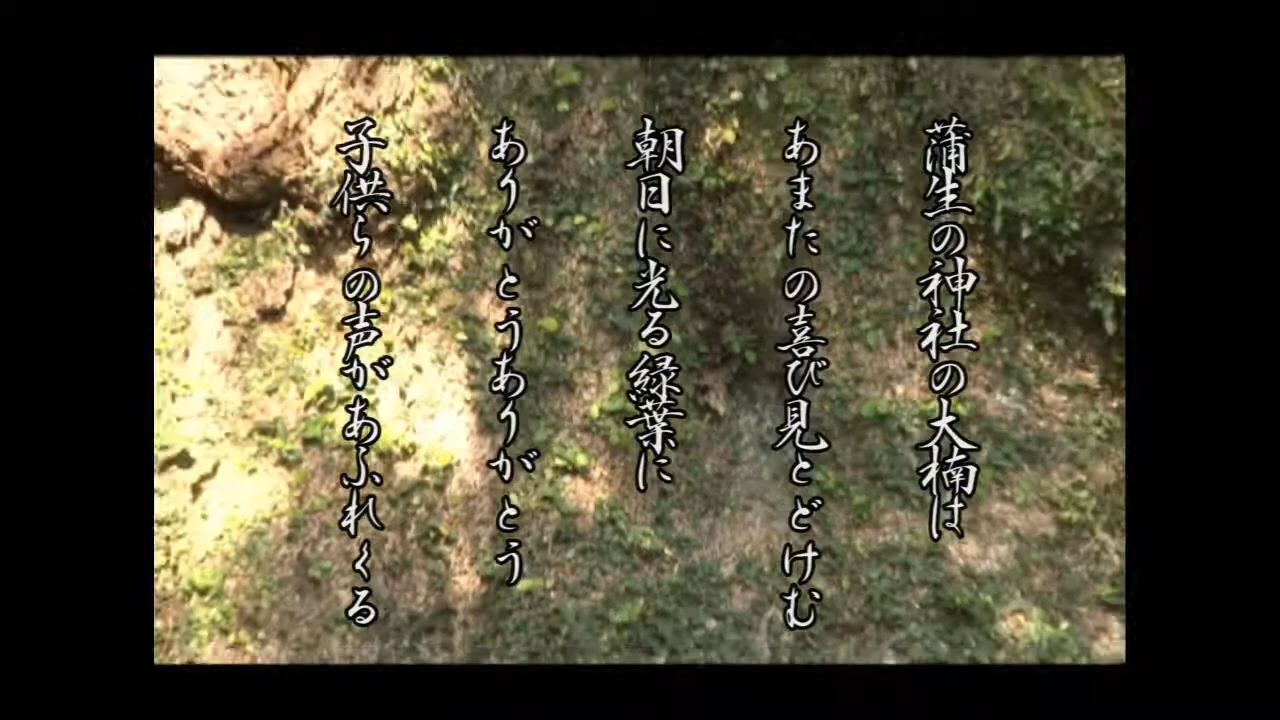 蒲生の神社の大楠は
あまたの喜び見とどけむ
朝日に光る緑葉に
ありがとうありがとう
子供らの声があふれくる